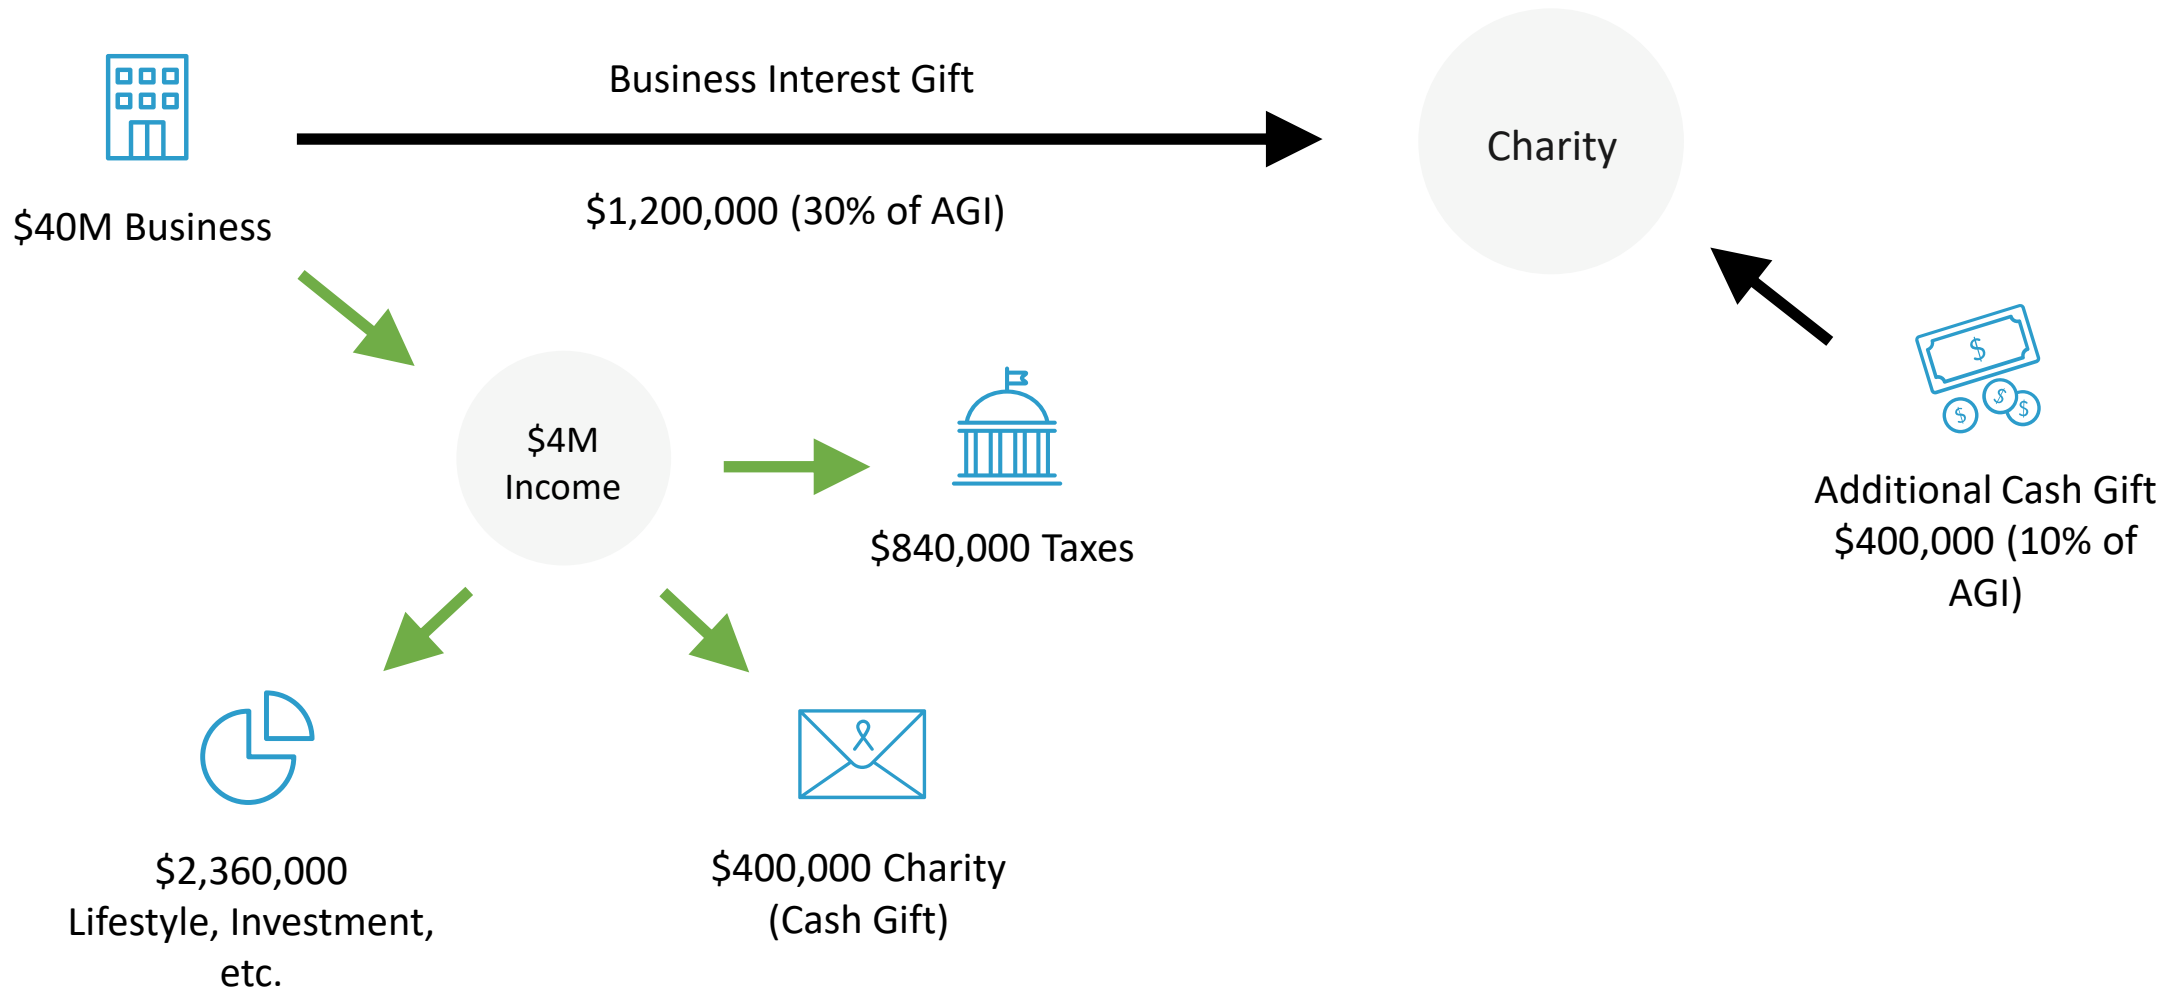 Business Interest Gift
Charity
$40M Business
$1,200,000 (30% of AGI)
$4M
Income
$840,000 Taxes
$
$
$
$
Additional Cash Gift
$400,000 (10% of
AGI)
$2,360,000
Lifestyle, Investment,
etc.
$400,000 Charity
(Cash Gift)